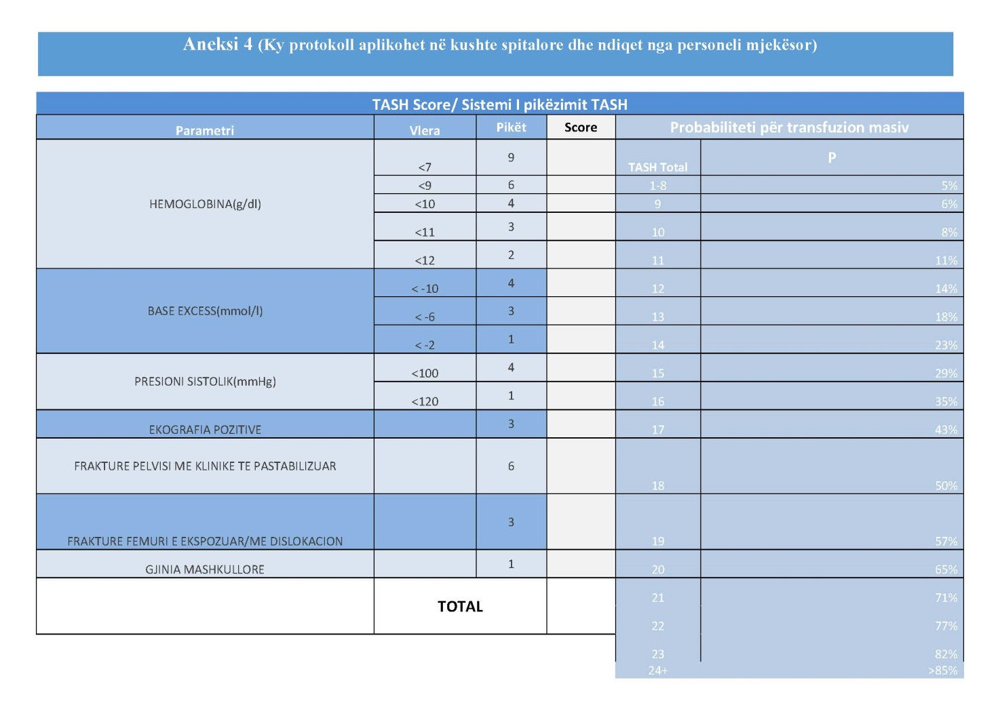 Aneksi 4 (Ky protokoll aplikohet në kushte spitalore dhe ndiqet nga personeli mjekësor)
TASH Score/ Sistemi I pikëzimit TASH
Parametri Vlera Pikët Score Probabiliteti për transfuzion masiv
HEMOGLOBINA(g/dl) <7 9 TASH Total P
<9 6 1-8 5%
<10 4 9 6%
<11 3 10 8%
<12 2 11 11%
BASE EXCESS(mmol/l) < -10 4 12 14%
< -6 3 13 18%
< -2 1 14 23%
PRESIONI SISTOLIK(mmHg) <100 4 15 29%
<120 1 16 35%
EKOGRAFIA POZITIVE 3 17 43%
FRAKTURE PELVISI ME KLINIKE TE PASTABILIZUAR 6 18 50%
FRAKTURE FEMURI E EKSPOZUAR/ME DISLOKACION 3 19 57%
GJINIA MASHKULLORE 1 20 65%
TOTAL 21 71%
22 77%
23 82%
24+ >85%